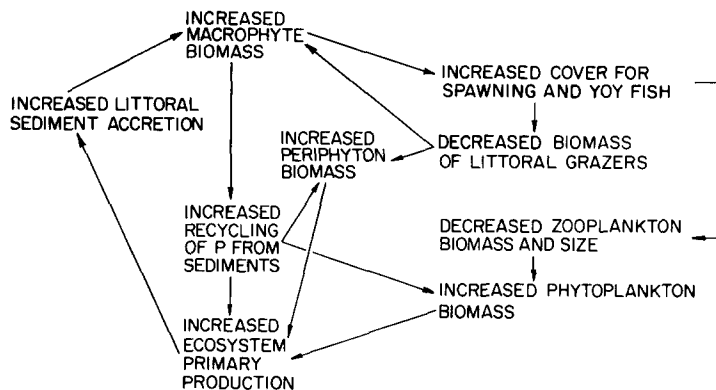 INCREASED
MACROPHYTE
BIOMASS
INCREASED COVER FOR
SPAWNING AND YOY FISH
INCREASED LITTORAL
SEDIMENT ACCRETION
INCREASED
PERIPHYTON
BIOMASS
DECREASED BIOMASS
OF LITTORAL GRAZERS
INCREASED
RECYCLING
OF P FROM
SEDIMENTS
DECREASED ZOOPLANKTON
BIOMASS AND SIZE
INCREASED PHYTOPLANKTON
BIOMASS
INCREASED
ECOSYSTEM
PRIMARY
PRODUCTION